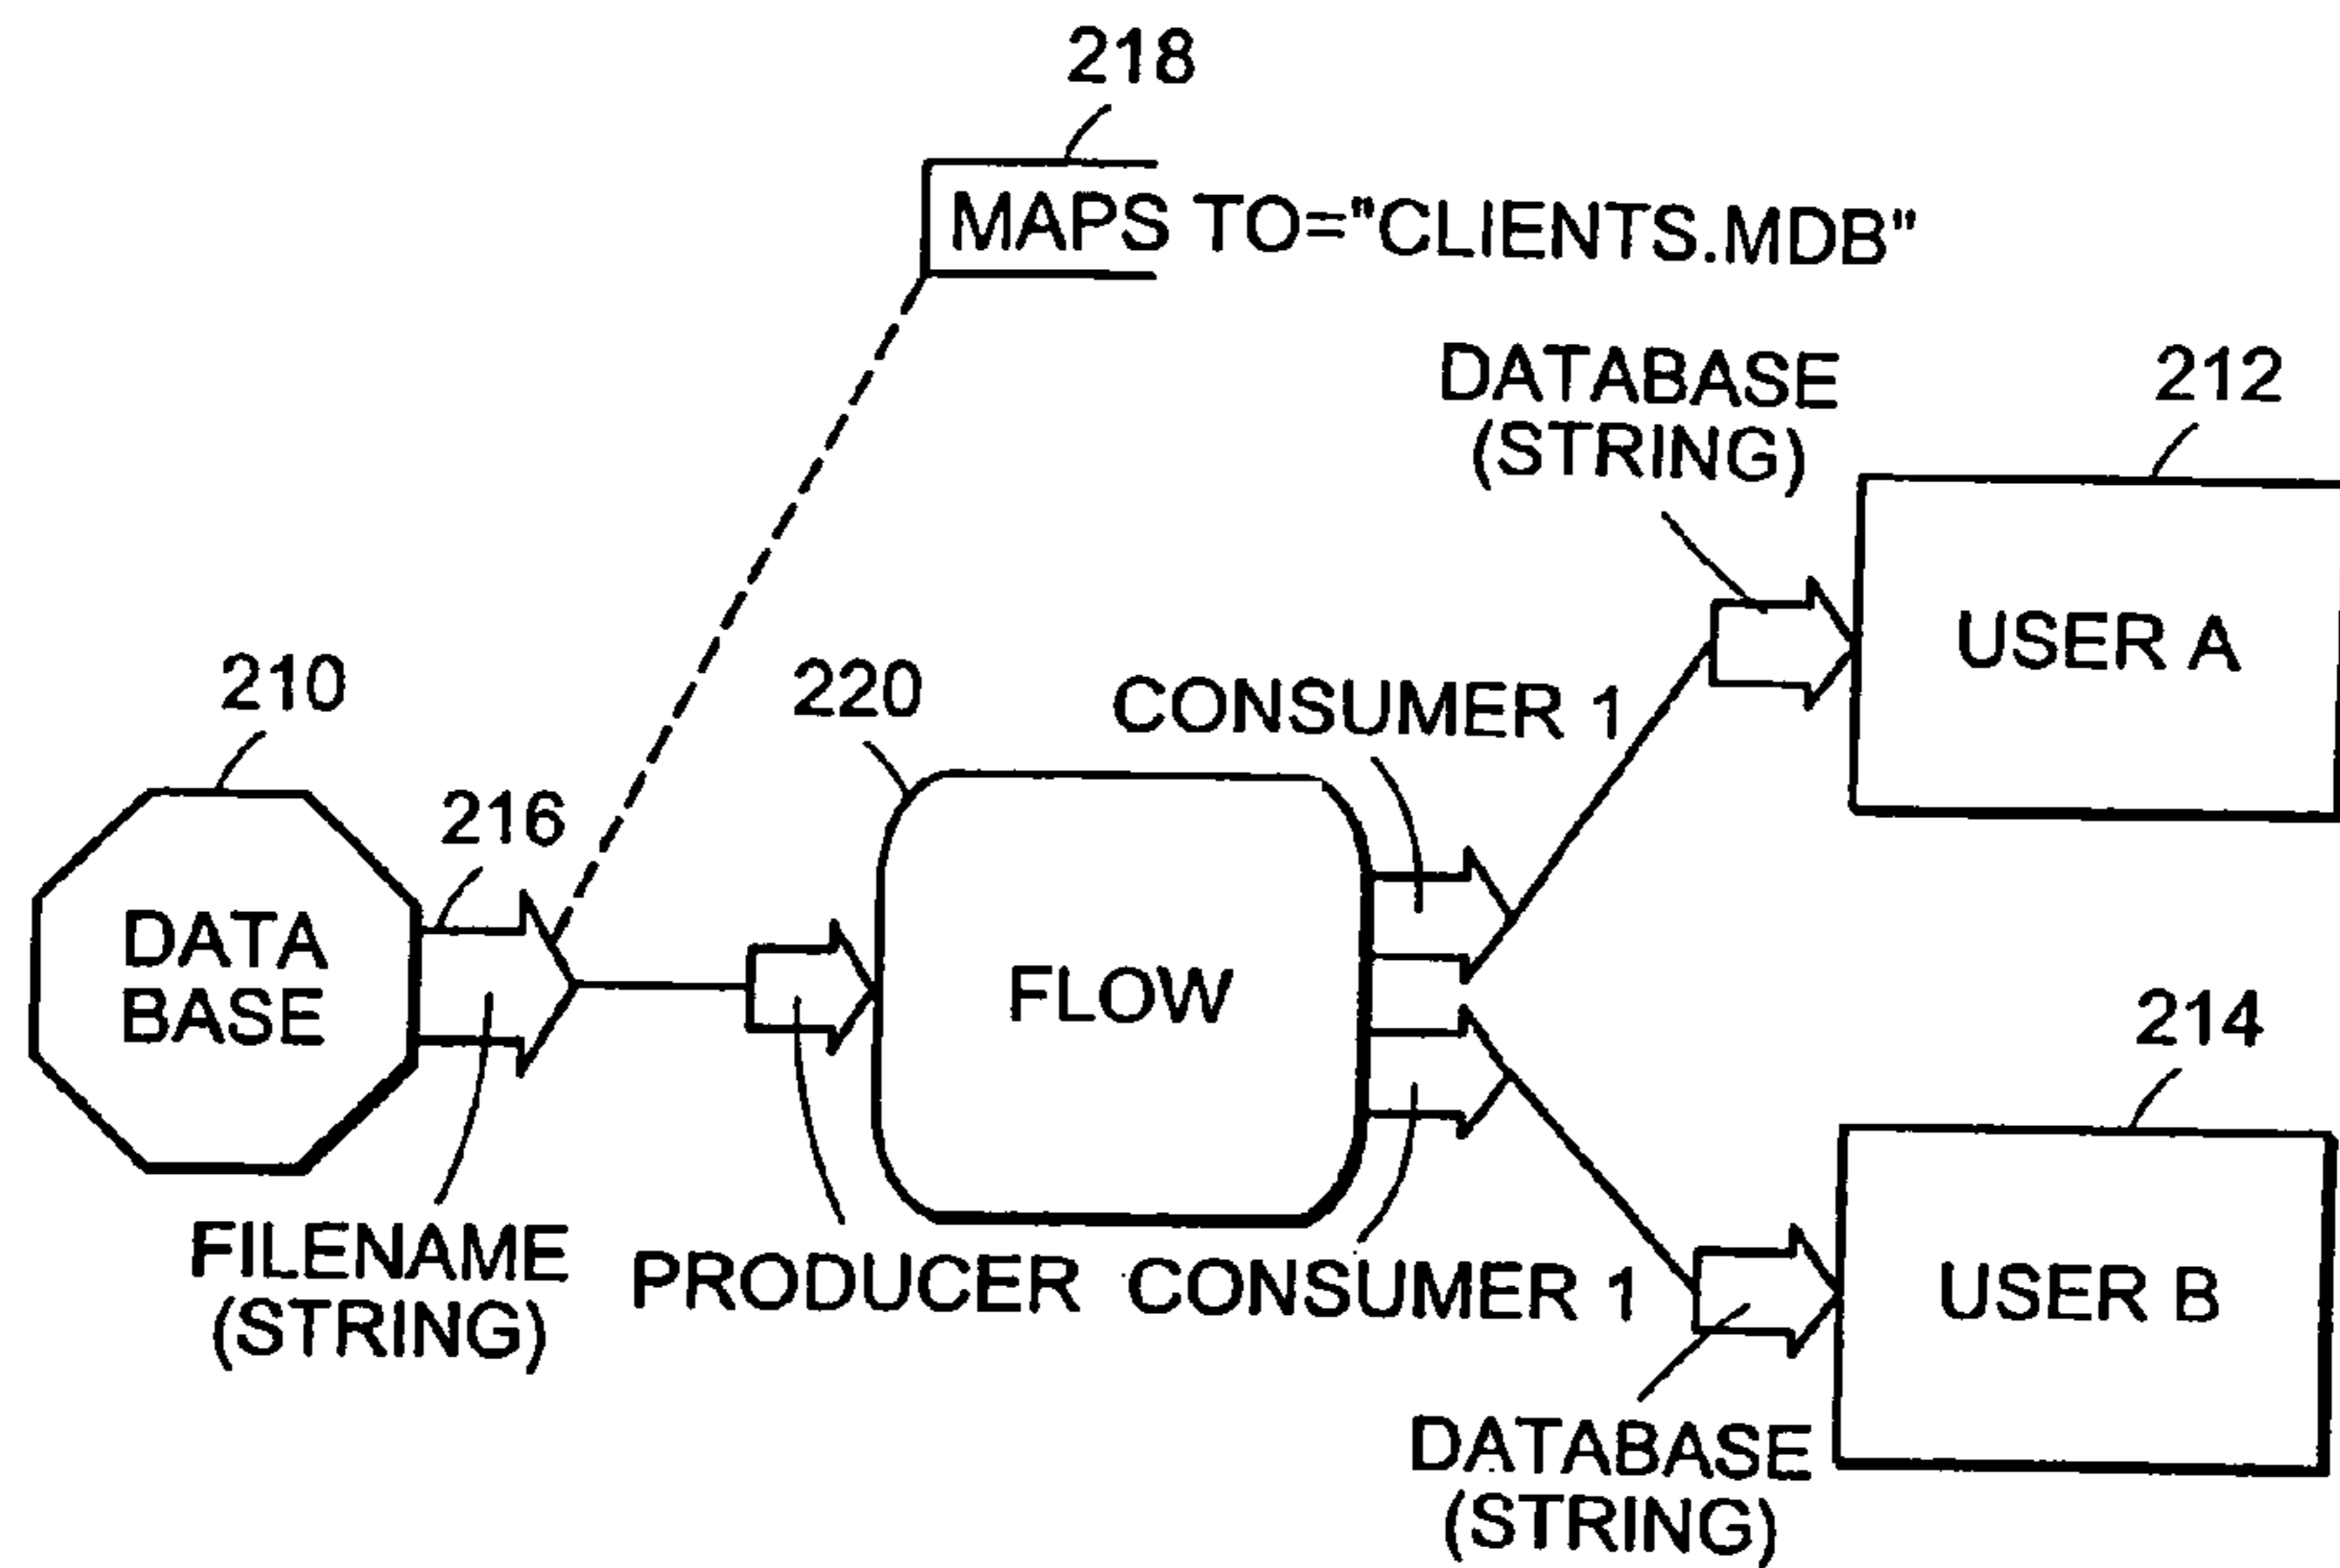 218
MAPS TO="CLIENTS.MDB"
DATABASE
(STRING)
212
USER A
210
216
220
CONSUMER 1
DATA
BASE
FLOW
214
FILENAME
(STRING)
PRODUCER
CONSUMER 1
USER B
DATABASE
(STRING)